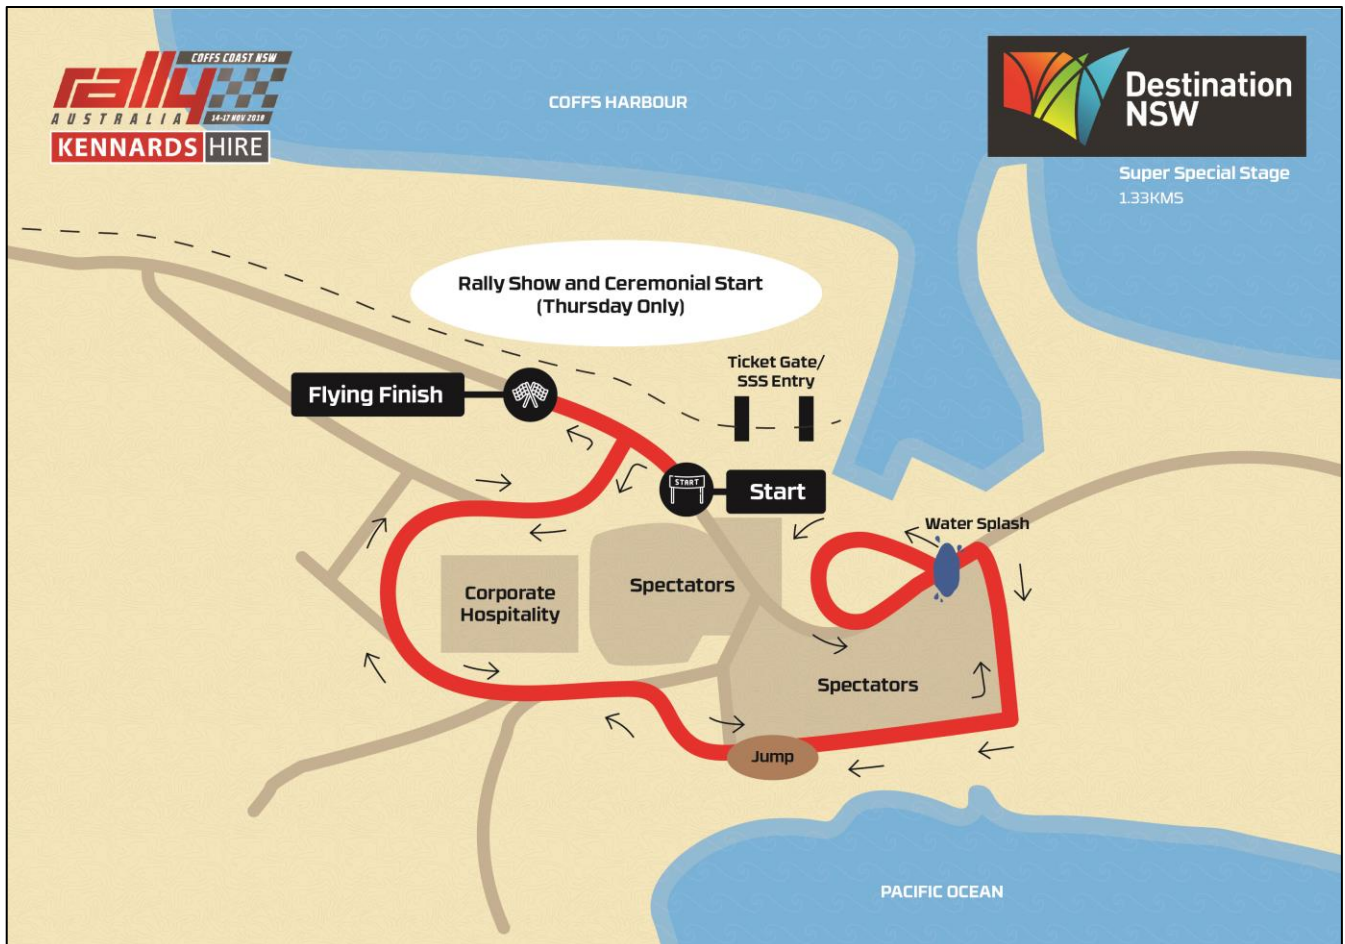 COFFS COAST NSW
rally
AUSTRALIA
14-17 NOV 2019
KENNARDS HIRE
COFFS HARBOUR
Destination
NSW
Super Special Stage
1.33KMS
Rally Show and Ceremonial Start
(Thursday Only)
Ticket Gate/
SSS Entry
Flying Finish
START
Start
Water Splash
Corporate
Hospitality
Spectators
Spectators
Jump
PACIFIC OCEAN